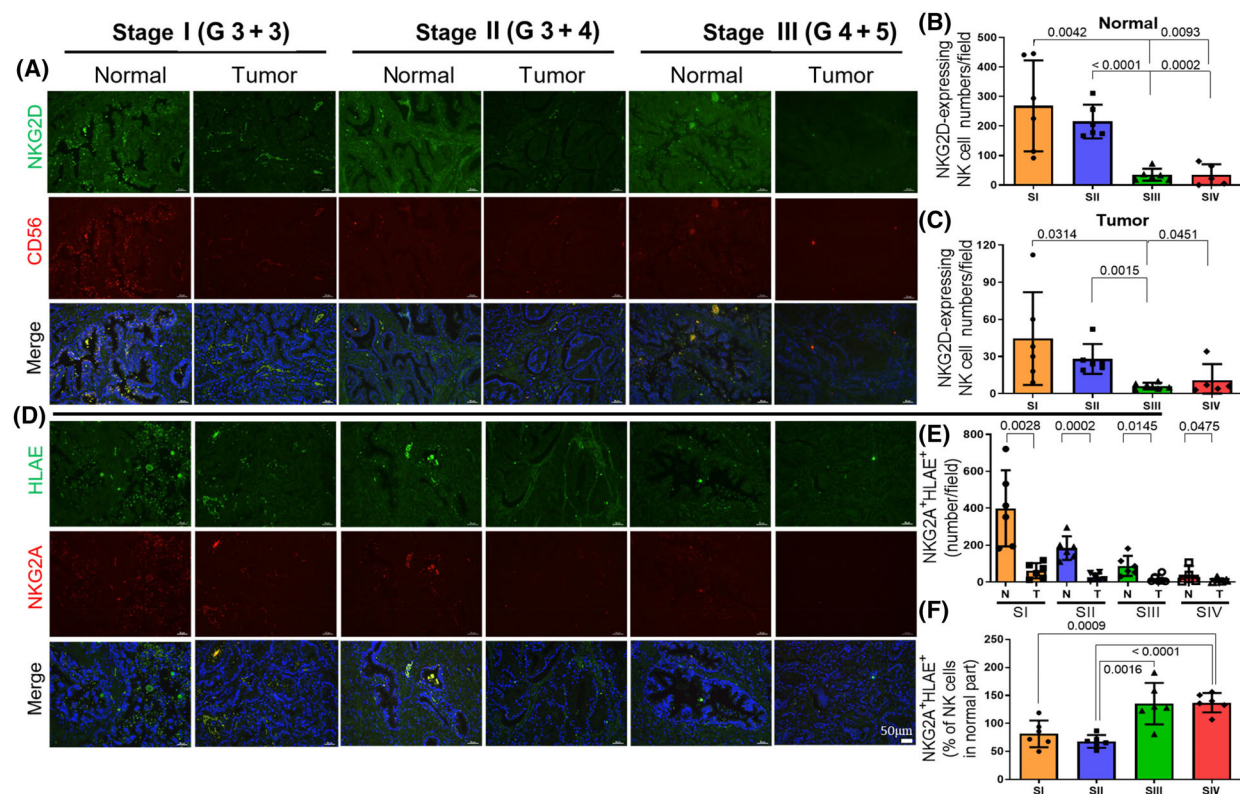 Stage I (G 3 + 3)
Stage II (G 3 + 4)
Stage III (G 4 + 5)
(A)
Normal
Tumor
Normal
Tumor
Normal
Tumor
NKG2D
CD56
Merge
(D)
HLAE
NKG2A
Merge
50μm
(B)
Normal
NKG2D-expressing
NK cell numbers/field
500
400
300
200
100
0
0.0042
0.0093
< 0.0001
0.0002
SI
SII
SIII
SIV
(C)
Tumor
NKG2D-expressing
NK cell numbers/field
120
90
60
30
0
0.0314
0.0451
0.0015
SI
SII
SIII
SIV
(E)
NKG2A⁺HLAE⁺
(number/field)
800
600
400
200
0
0.0028
0.0002
0.0145
0.0475
N
T
N
T
N
T
N
T
SI
SII
SIII
SIV
(F)
NKG2A⁺HLAE⁺
(% of NK cells
in normal part)
250
200
150
100
50
0
0.0009
< 0.0001
0.0016
SI
SII
SIII
SIV